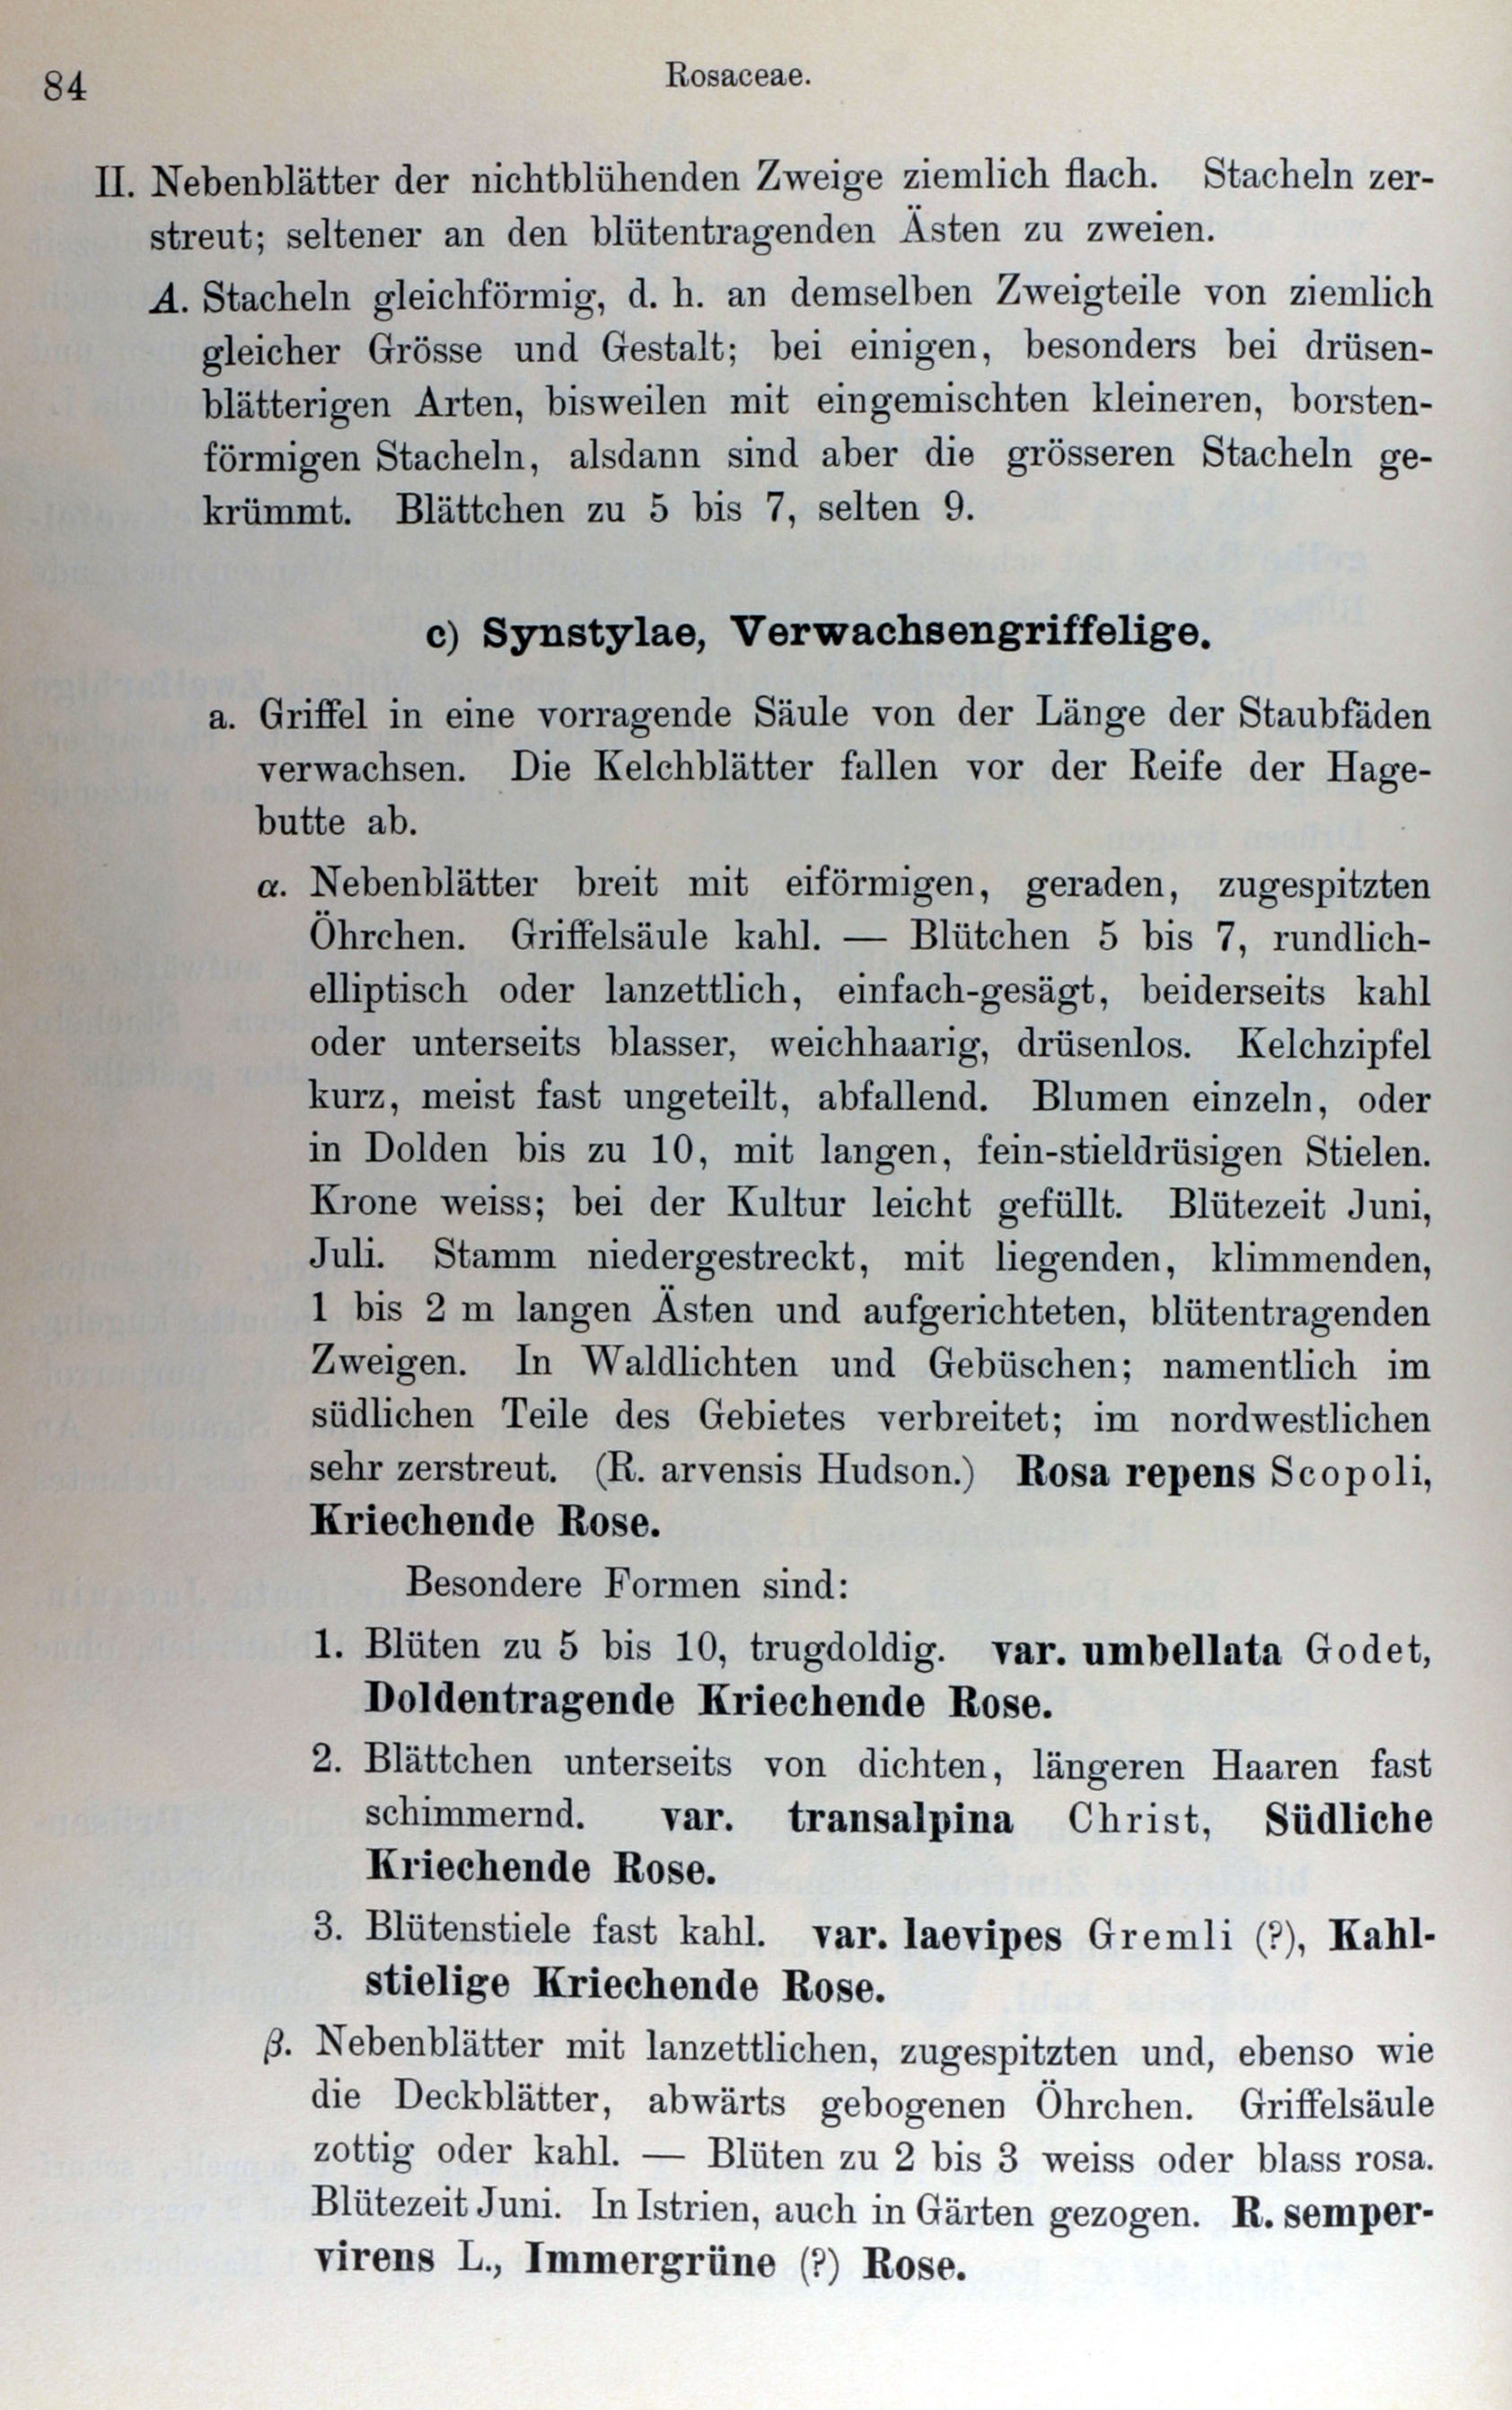 84
Rosaceae.
II. Nebenblätter der nichtblühenden Zweige ziemlich flach. Stacheln zer-
streut; seltener an den blütentragenden Ästen zu zweien.
A. Stacheln gleichförmig, d. h. an demselben Zweigteile von ziemlich
gleicher Grösse und Gestalt; bei einigen, besonders bei drüsen-
blätterigen Arten, bisweilen mit eingemischten kleineren, borsten-
förmigen Stacheln, alsdann sind aber die grösseren Stacheln ge-
krümmt. Blättchen zu 5 bis 7, selten 9.
c) Synstylae, Verwachsengriffelige.
a. Griffel in eine vorragende Säule von der Länge der Staubfäden
verwachsen. Die Kelchblätter fallen vor der Reife der Hage-
butte ab.
α. Nebenblätter breit mit eiförmigen, geraden, zugespitzten
Öhrchen. Griffelsäule kahl. — Blütchen 5 bis 7, rundlich-
elliptisch oder lanzettlich, einfach-gesägt, beiderseits kahl
oder unterseits blasser, weichhaarig, drüsenlos. Kelchzipfel
kurz, meist fast ungeteilt, abfallend. Blumen einzeln, oder
in Dolden bis zu 10, mit langen, fein-stieldrüsigen Stielen.
Krone weiss; bei der Kultur leicht gefüllt. Blütezeit Juni,
Juli. Stamm niedergestreckt, mit liegenden, klimmenden,
1 bis 2 m langen Ästen und aufgerichteten, blütentragenden
Zweigen. In Waldlichten und Gebüschen; namentlich im
südlichen Teile des Gebietes verbreitet; im nordwestlichen
sehr zerstreut. (R. arvensis Hudson.) Rosa repens Scopoli,
Kriechende Rose.
Besondere Formen sind:
1. Blüten zu 5 bis 10, trugdoldig. var. umbellata Godet,
Doldentragende Kriechende Rose.
2. Blättchen unterseits von dichten, längeren Haaren fast
schimmernd. var. transalpina Christ, Südliche
Kriechende Rose.
3. Blütenstiele fast kahl. var. laevipes Gremli (?), Kahl-
stielige Kriechende Rose.
β. Nebenblätter mit lanzettlichen, zugespitzten und, ebenso wie
die Deckblätter, abwärts gebogenen Öhrchen. Griffelsäule
zottig oder kahl. — Blüten zu 2 bis 3 weiss oder blass rosa.
Blütezeit Juni. In Istrien, auch in Gärten gezogen. R. semper-
virens L., Immergrüne (?) Rose.